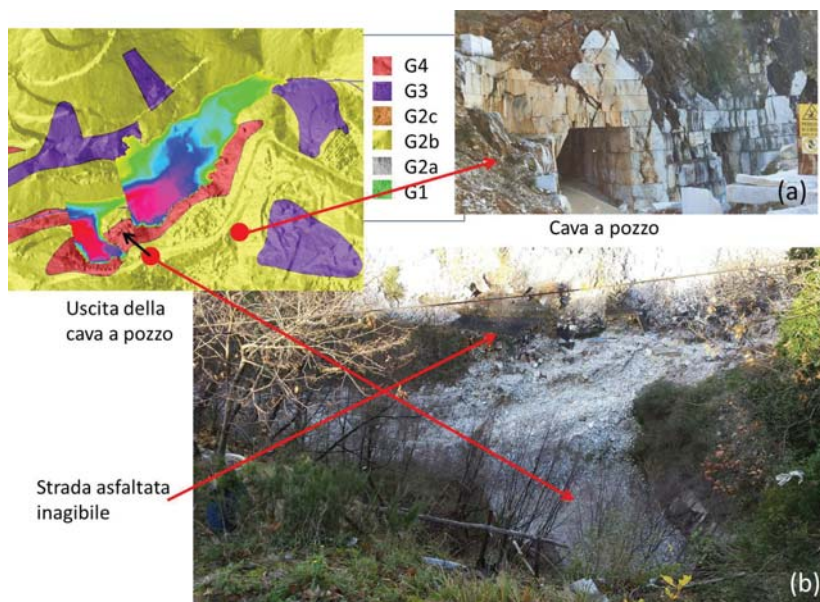 G4
G3
G2c
G2b
G2a
G1
(a)
Cava a pozzo
Uscita della
cava a pozzo
Strada asfaltata
inagibile
(b)